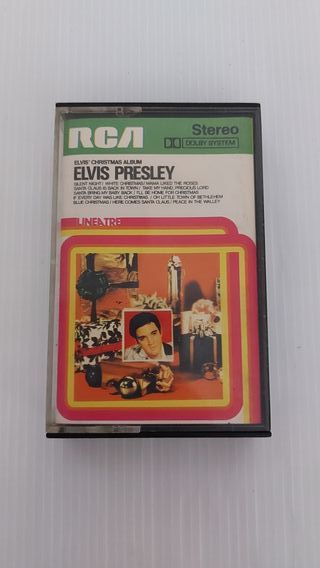 RCA
Stereo
DOLBY SYSTEM
ELVIS' CHRISTMAS ALBUM
ELVIS PRESLEY
SILENT NIGHT / WHITE CHRISTMAS / MAMA LIKED THE ROSES
SANTA CLAUS IS BACK IN TOWN / TAKE MY HAND, PRECIOUS LORD
SANTA BRING MY BABY BACK / I'LL BE HOME FOR CHRISTMAS
IF EVERY DAY WAS LIKE CHRISTMAS / OH LITTLE TOWN OF BETHLEHEM
BLUE CHRISTMAS / HERE COMES SANTA CLAUS / PEACE IN THE WALLEY
LINEATRE